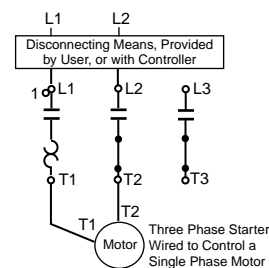 L1 L2
Disconnecting Means, Provided
by User, or with Controller
1 L1 L2 L3
T1 T2 T3
T1 T2
Motor
Three Phase Starter
Wired to Control a
Single Phase Motor